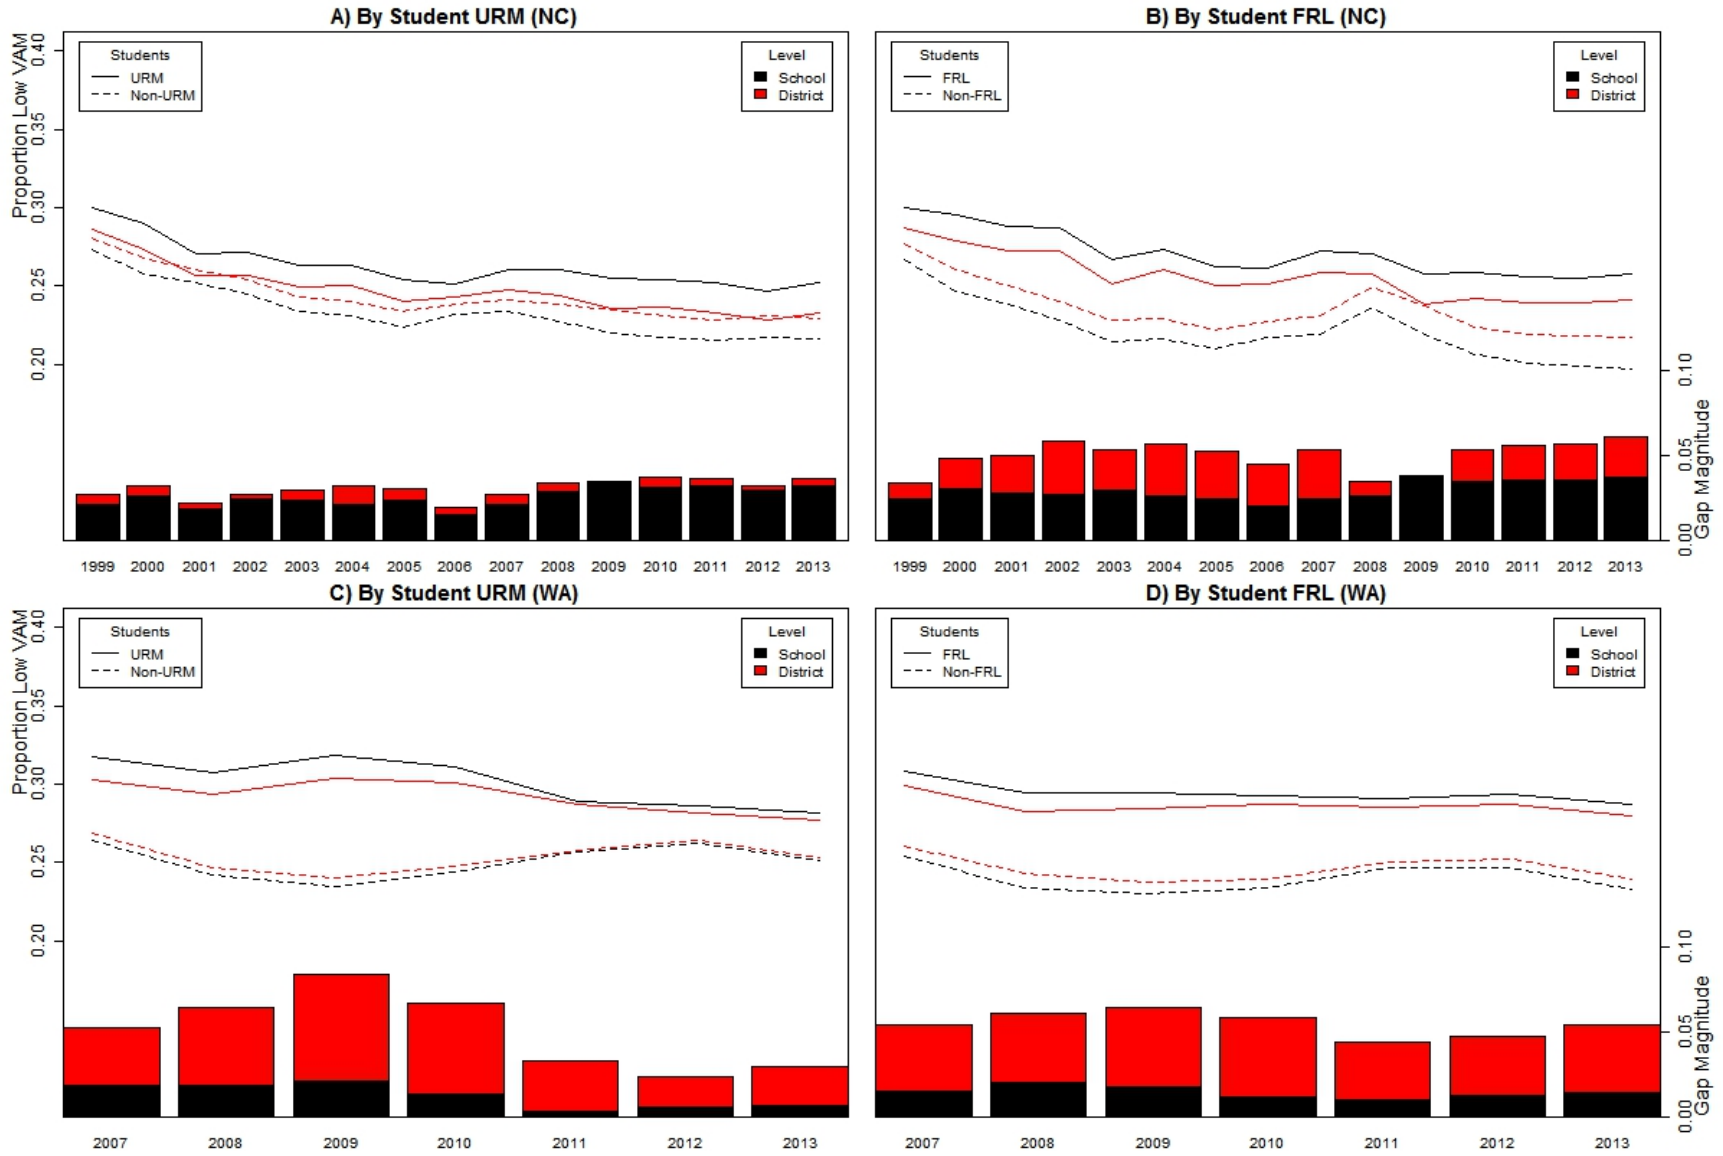 A) By Student URM (NC)
Proportion Low VAM
0.40
0.35
0.30
0.25
0.20
Students
URM
Non-URM
Level
School
District
1999 2000 2001 2002 2003 2004 2005 2006 2007 2008 2009 2010 2011 2012 2013
B) By Student FRL (NC)
Students
FRL
Non-FRL
Level
School
District
0.10
0.05
0.00
Gap Magnitude
1999 2000 2001 2002 2003 2004 2005 2006 2007 2008 2009 2010 2011 2012 2013
C) By Student URM (WA)
Proportion Low VAM
0.40
0.35
0.30
0.25
0.20
Students
URM
Non-URM
Level
School
District
2007 2008 2009 2010 2011 2012 2013
D) By Student FRL (WA)
Students
FRL
Non-FRL
Level
School
District
0.10
0.05
0.00
Gap Magnitude
2007 2008 2009 2010 2011 2012 2013